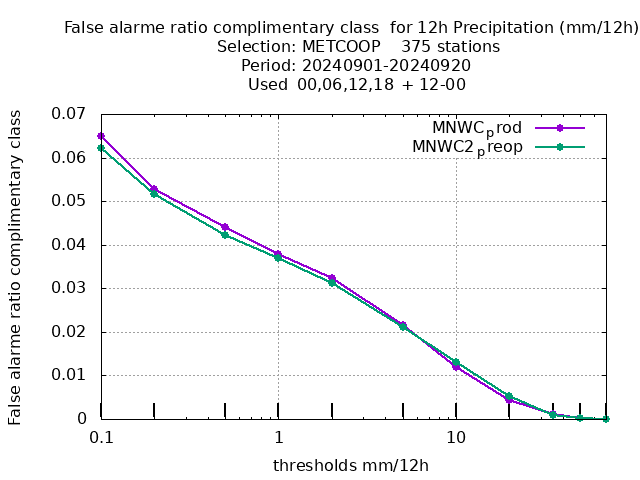 False alarme ratio complimentary class  for 12h Precipitation (mm/12h)
Selection: METCOOP    375 stations
Period: 20240901-20240920
Used  00,06,12,18 + 12-00
False alarme ratio complimentary class
0.07
0.06
0.05
0.04
0.03
0.02
0.01
0
MNWCprod
MNWC2preop
0.1
1
10
thresholds mm/12h